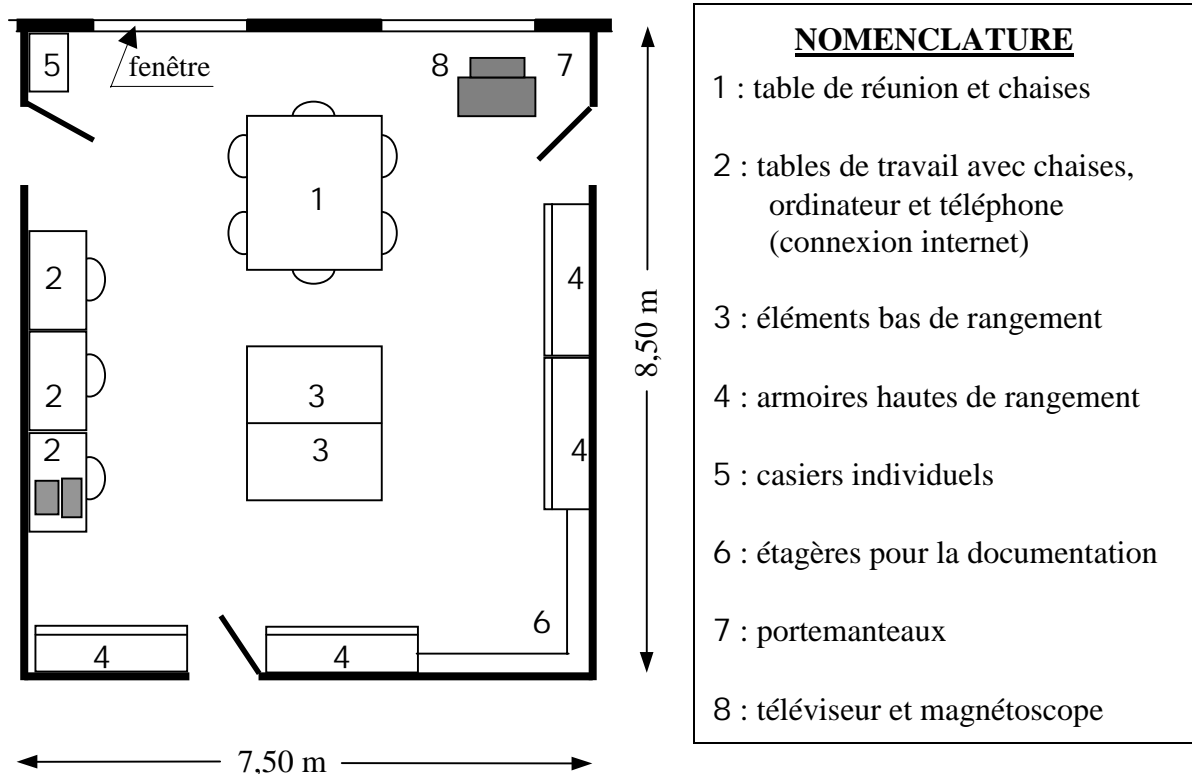 5
fenêtre
8
7
1
2
4
2
3
8,50 m
2
3
4
6
4
4
7,50 m
NOMENCLATURE
1 : table de réunion et chaises
2 : tables de travail avec chaises,
ordinateur et téléphone
(connexion internet)
3 : éléments bas de rangement
4 : armoires hautes de rangement
5 : casiers individuels
6 : étagères pour la documentation
7 : portemanteaux
8 : téléviseur et magnétoscope